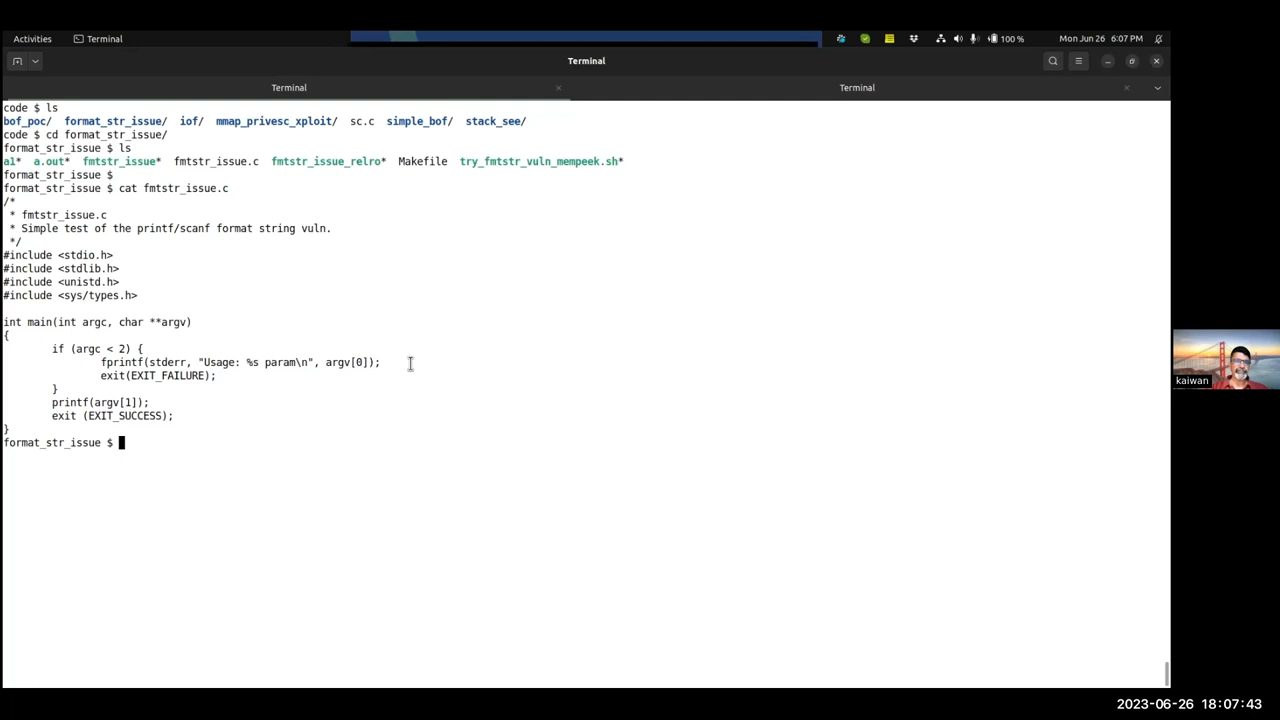 Activities Terminal 100 % Mon Jun 26 6:07 PM
Terminal
Terminal Terminal
code $ ls
bof_poc/ format_str_issue/ iof/ mmap_privesc_xploit/ sc.c simple_bof/ stack_see/
code $ cd format_str_issue/
format_str_issue $ ls
a1* a.out* fmtstr_issue* fmtstr_issue.c fmtstr_issue_relro* Makefile try_fmtstr_vuln_mempeek.sh*
format_str_issue $
format_str_issue $ cat fmtstr_issue.c
/*
 * fmtstr_issue.c
 * Simple test of the printf/scanf format string vuln.
 */
#include <stdio.h>
#include <stdlib.h>
#include <unistd.h>
#include <sys/types.h>

int main(int argc, char **argv)
{
        if (argc < 2) {
                fprintf(stderr, "Usage: %s param\n", argv[0]);
                exit(EXIT_FAILURE);
        }
        printf(argv[1]);
        exit (EXIT_SUCCESS);
}
format_str_issue $
kaiwan
2023-06-26 18:07:43